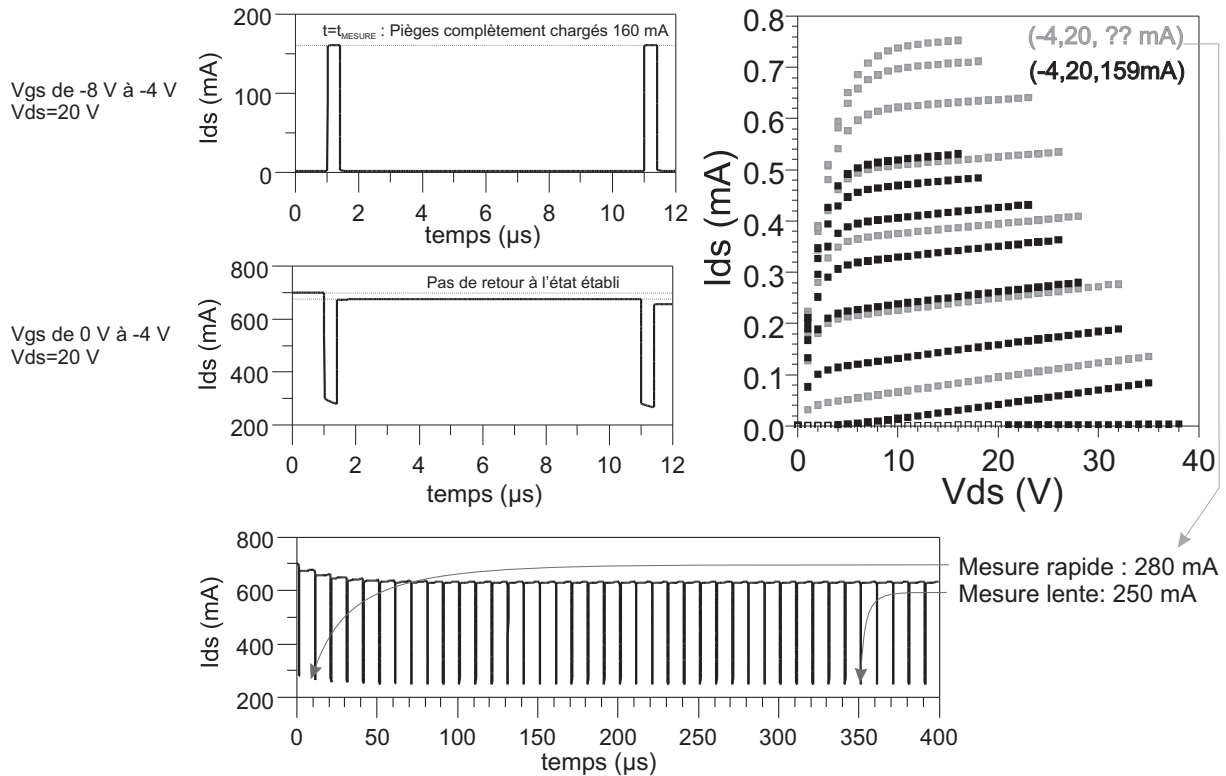 Vgs de -8 V à -4 V
Vds=20 V
Ids (mA)
200
100
0
t=tMESURE : Pièges complètement chargés 160 mA
0 2 4 6 8 10 12
temps (µs)
Vgs de 0 V à -4 V
Vds=20 V
Ids (mA)
800
600
400
200
Pas de retour à l'état établi
0 2 4 6 8 10 12
temps (µs)
Ids (mA)
0.8
0.7
0.6
0.5
0.4
0.3
0.2
0.1
0.0
(-4,20, ?? mA)
(-4,20,159mA)
0 10 20 30 40
Vds (V)
Ids (mA)
800
600
400
200
0 50 100 150 200 250 300 350 400
temps (µs)
Mesure rapide : 280 mA
Mesure lente: 250 mA